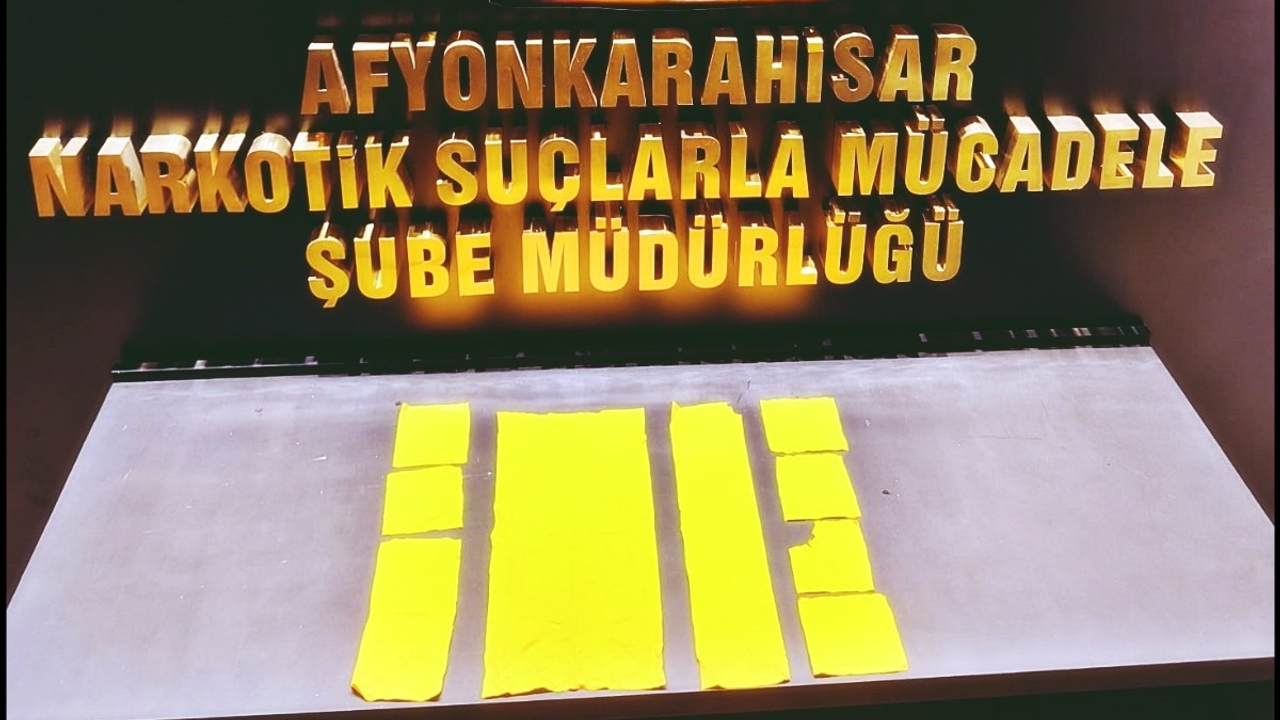 AFYONKARAHİSAR
NARKOTİK SUÇLARLA MÜCADELE
ŞUBE MÜDÜRLÜĞÜ